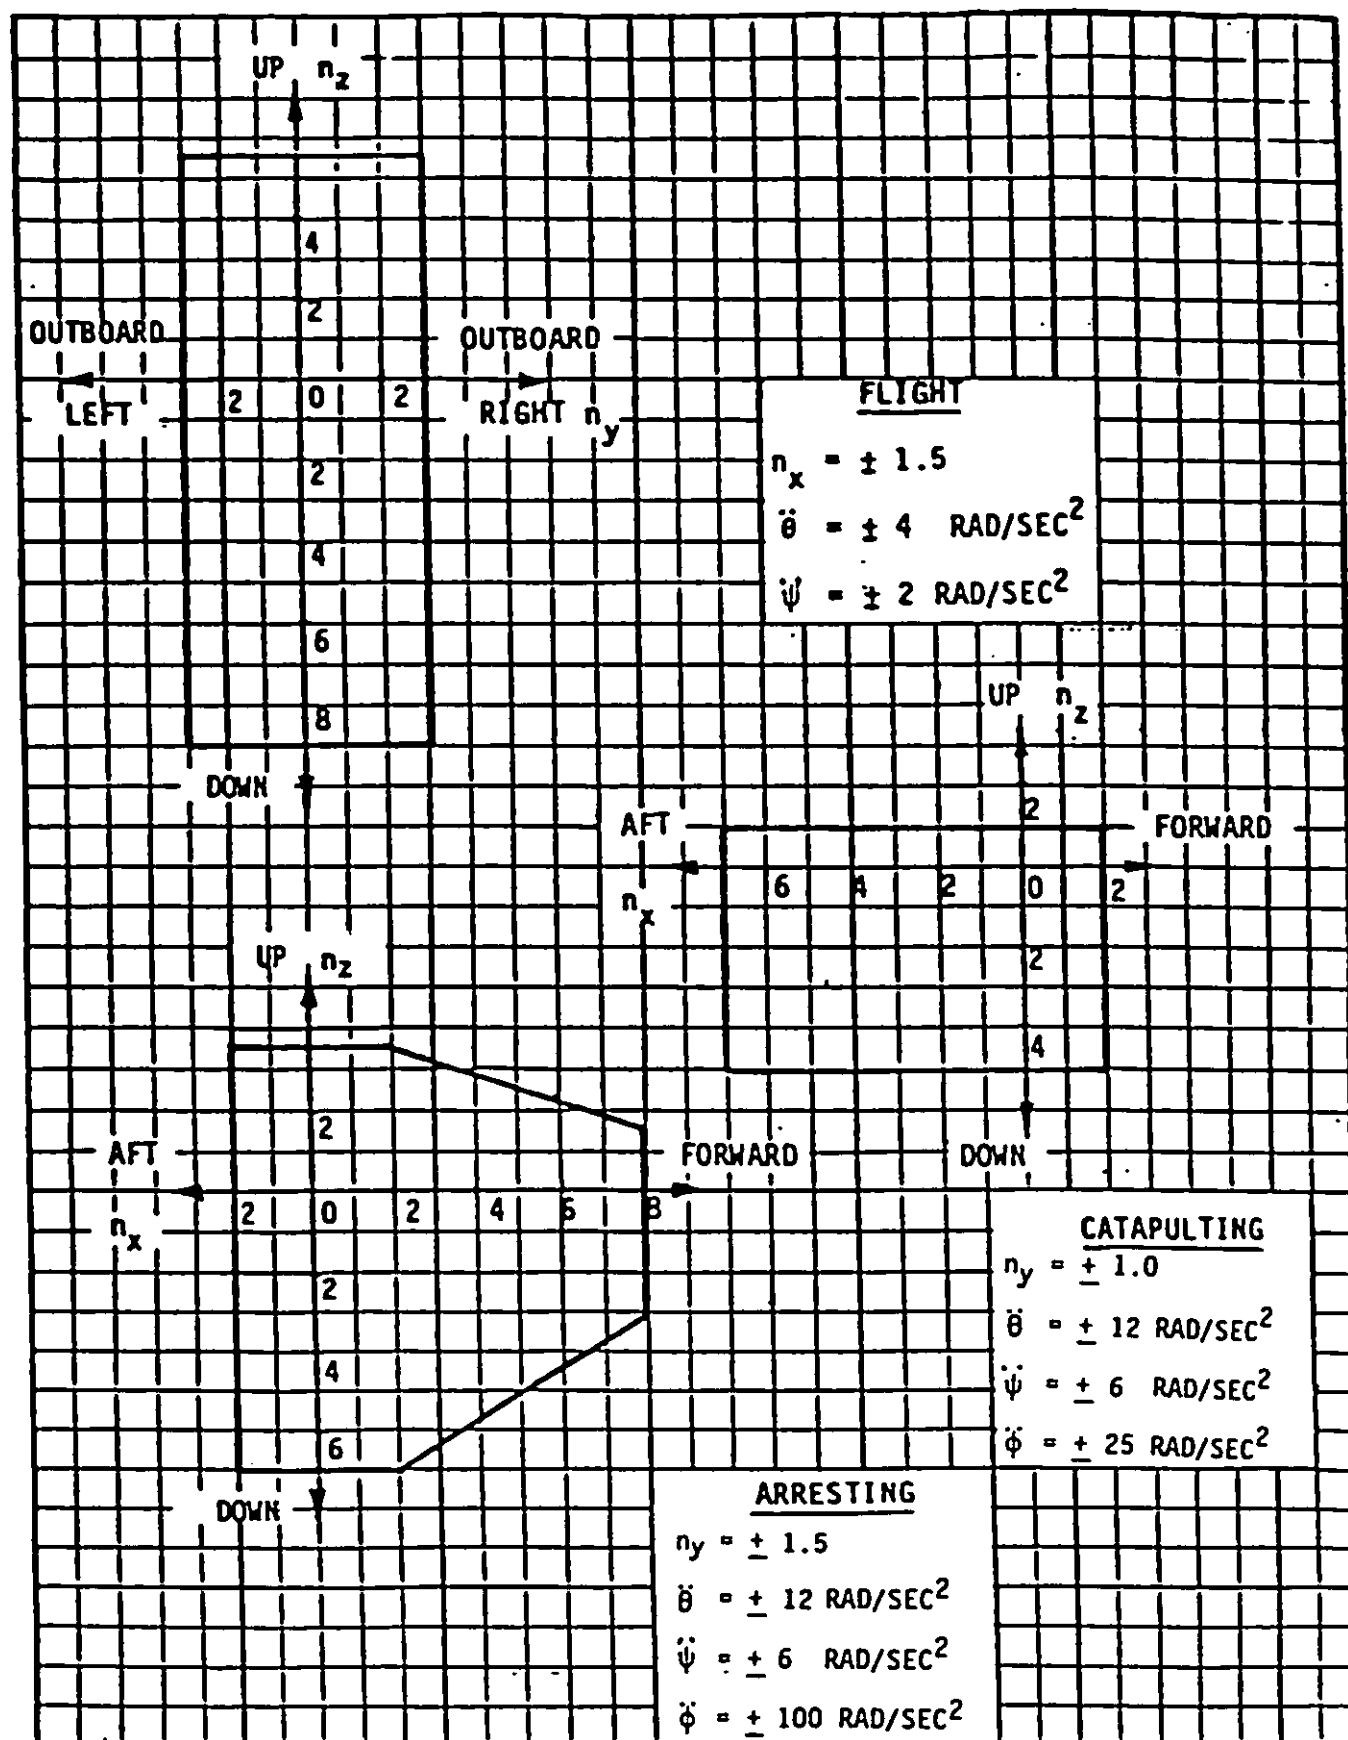 UP n_z
4
2
OUTBOARD OUTBOARD
2 0 2
LEFT RIGHT n_y
2
4
6
8
DOWN
FLIGHT
n_x = ± 1.5
θ̈ = ± 4 RAD/SEC²
ψ̈ = ± 2 RAD/SEC²
UP n_z
2
AFT FORWARD
6 4 2 0 2
n_x
2
4
DOWN
CATAPULTING
n_y = ± 1.0
θ̈ = ± 12 RAD/SEC²
ψ̈ = ± 6 RAD/SEC²
φ̈ = ± 25 RAD/SEC²
UP n_z
2
AFT FORWARD
2 0 2 4 6 8
n_x
2
4
6
DOWN
ARRESTING
n_y = ± 1.5
θ̈ = ± 12 RAD/SEC²
ψ̈ = ± 6 RAD/SEC²
φ̈ = ± 100 RAD/SEC²